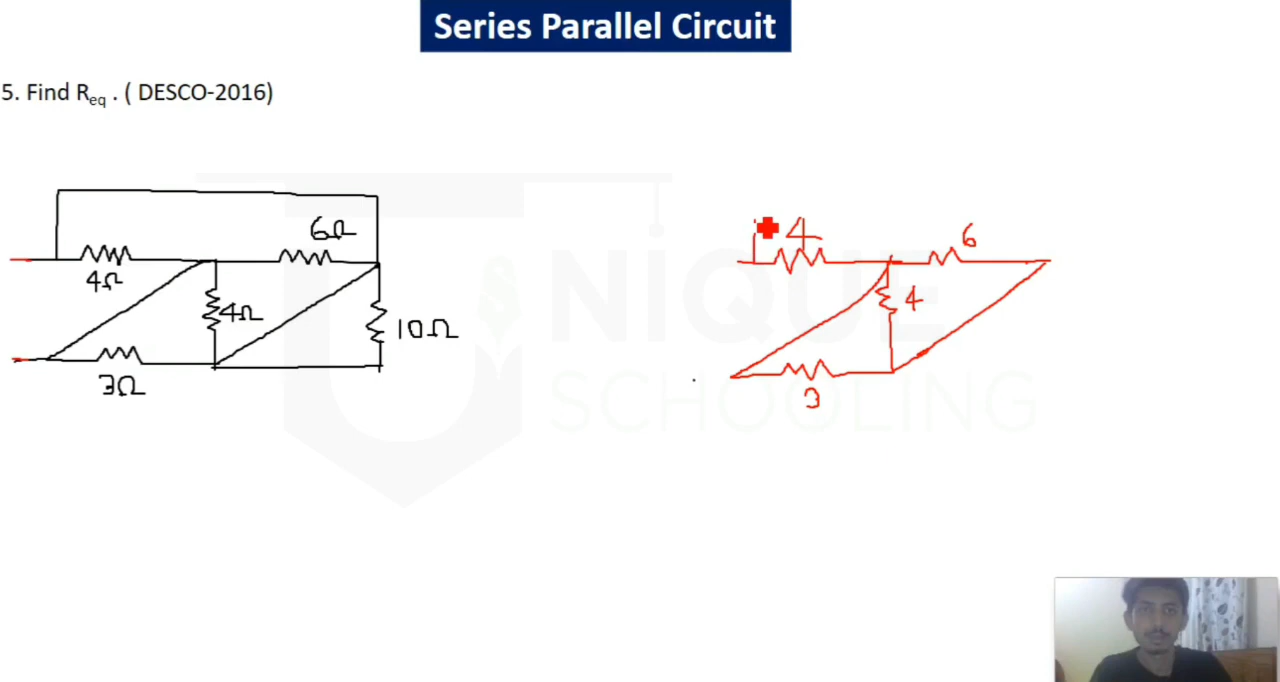 Series Parallel Circuit
5. Find Req . ( DESCO-2016)
6Ω
4Ω
4Ω
10Ω
3Ω
4
6
4
3
NIQUE
SCHOOLING